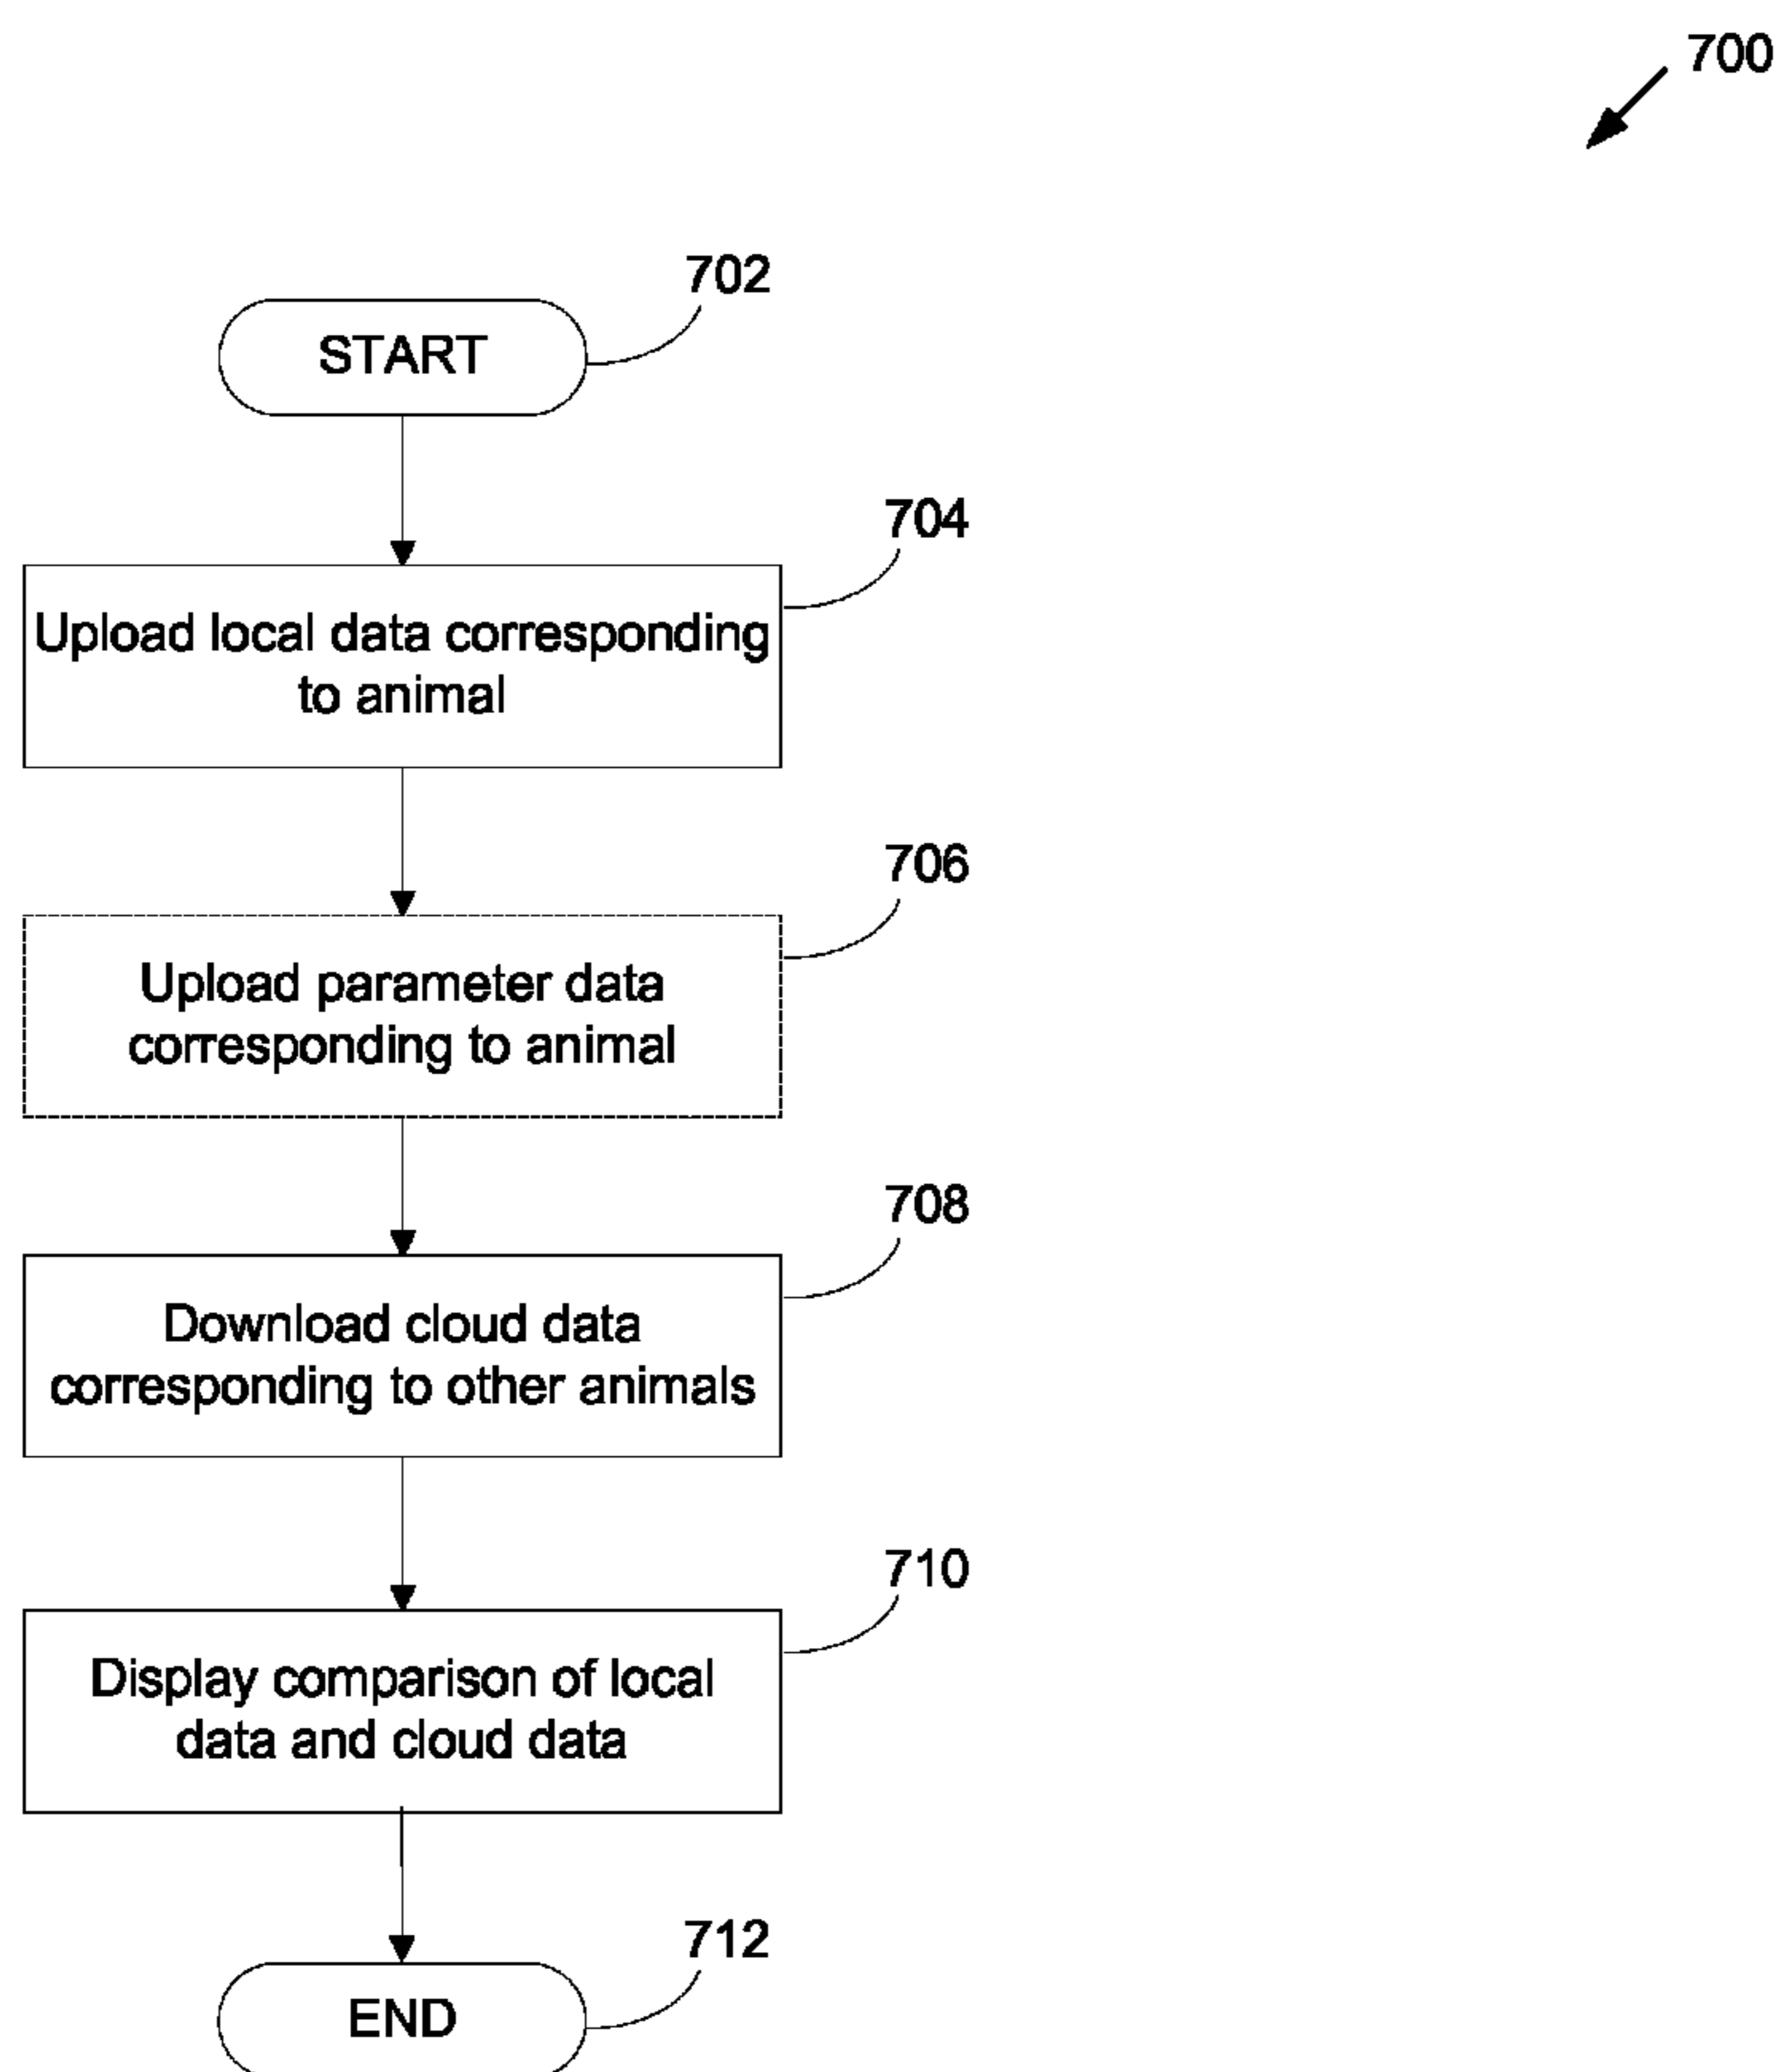 700
702
START
704
Upload local data corresponding
to animal
706
Upload parameter data
corresponding to animal
708
Download cloud data
corresponding to other animals
710
Display comparison of local
data and cloud data
712
END